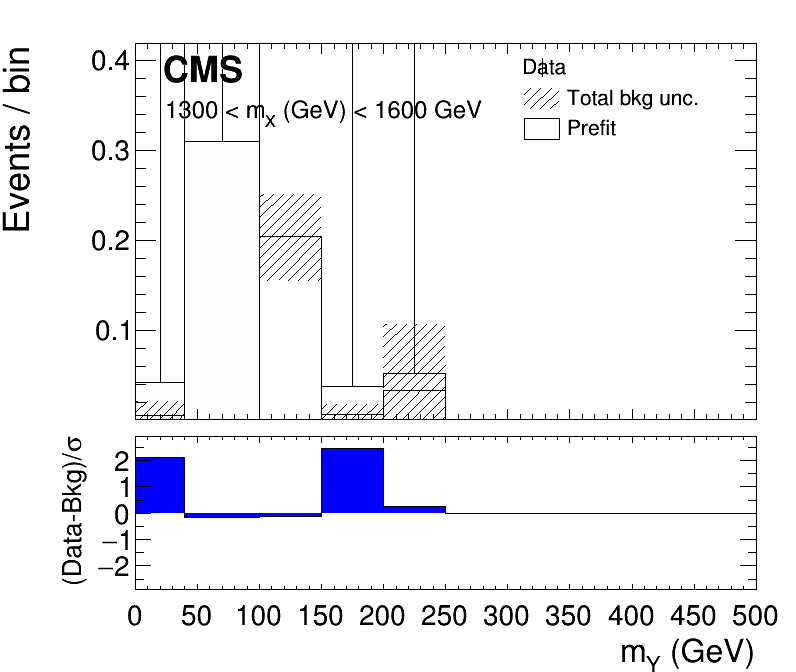 CMS
1300 < mX (GeV) < 1600 GeV
Data
Total bkg unc.
Prefit
Events / bin
0.4
0.3
0.2
0.1
(Data-Bkg)/σ
2
1
0
−1
−2
0 50 100 150 200 250 300 350 400 450 500
mY (GeV)